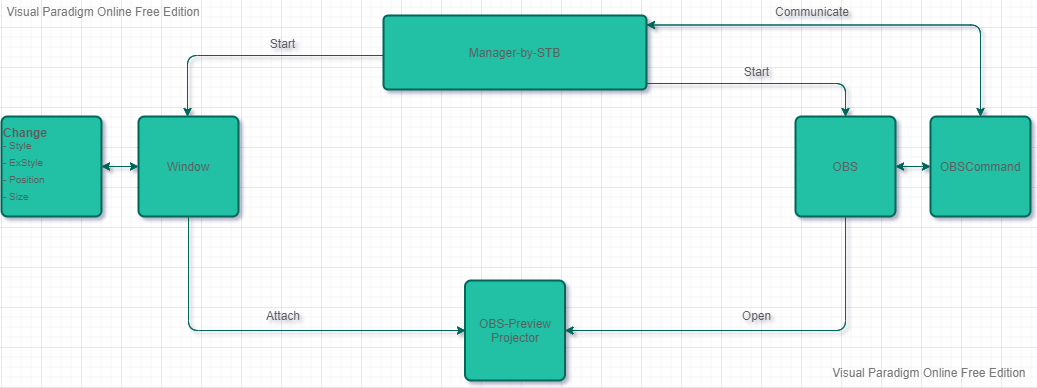 Visual Paradigm Online Free Edition
Communicate
Start
Manager-by-STB
Start
Change
- Style
- ExStyle
- Position
- Size
Window
OBS
OBSCommand
Attach
OBS-Preview
Projector
Open
Visual Paradigm Online Free Edition